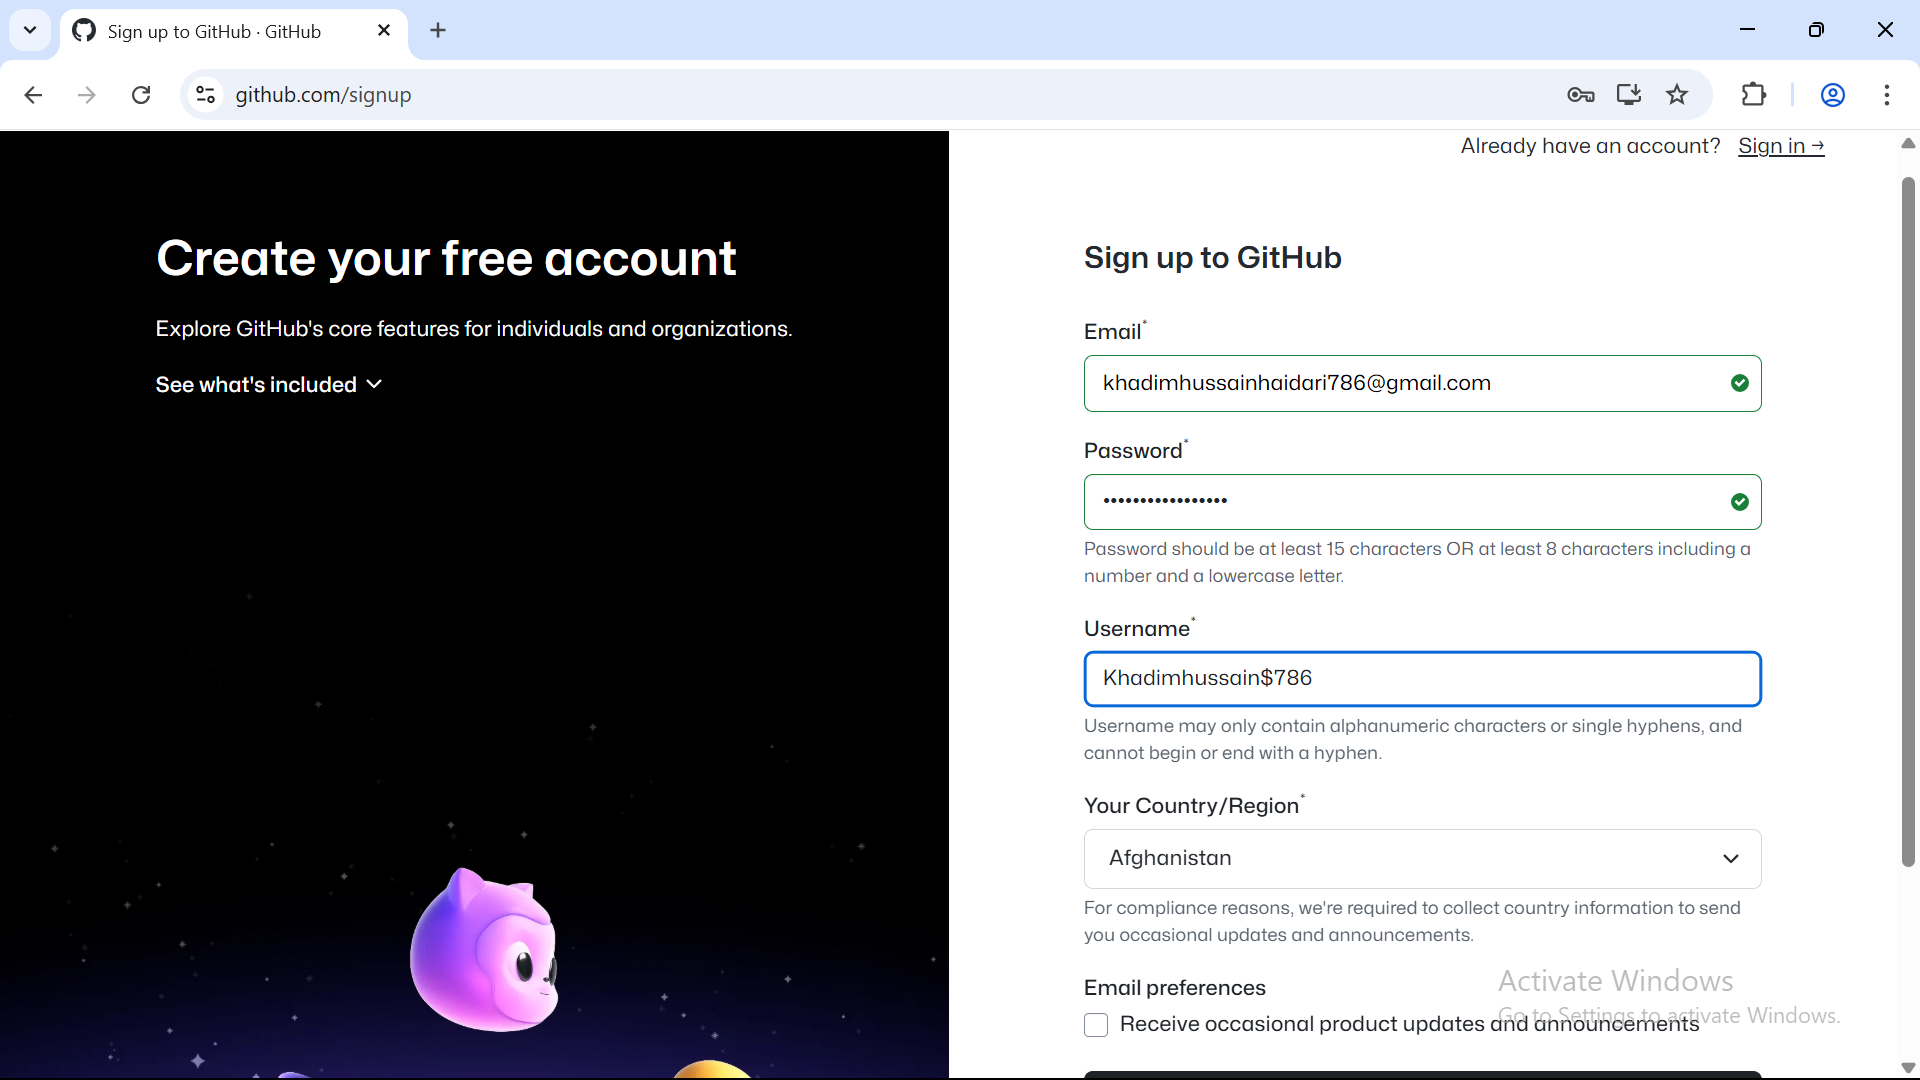 Sign up to GitHub · GitHub
github.com/signup
Already have an account? Sign in →
Create your free account
Explore GitHub's core features for individuals and organizations.
See what's included
Sign up to GitHub
Email*
khadimhussainhaidari786@gmail.com
Password*
•••••••••••••••••
Password should be at least 15 characters OR at least 8 characters including a
number and a lowercase letter.
Username*
Khadimhussain$786
Username may only contain alphanumeric characters or single hyphens, and
cannot begin or end with a hyphen.
Your Country/Region*
Afghanistan
For compliance reasons, we're required to collect country information to send
you occasional updates and announcements.
Email preferences
Receive occasional product updates and announcements
Activate Windows
Go to Settings to activate Windows.